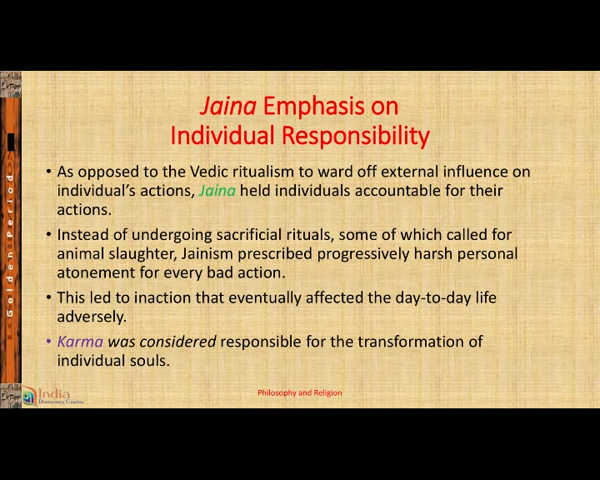 Jaina Emphasis on
Individual Responsibility
• As opposed to the Vedic ritualism to ward off external influence on
individual's actions, Jaina held individuals accountable for their
actions.
• Instead of undergoing sacrificial rituals, some of which called for
animal slaughter, Jainism prescribed progressively harsh personal
atonement for every bad action.
• This led to inaction that eventually affected the day-to-day life
adversely.
• Karma was considered responsible for the transformation of
individual souls.
Golden Period
India
Discovery Center
Philosophy and Religion